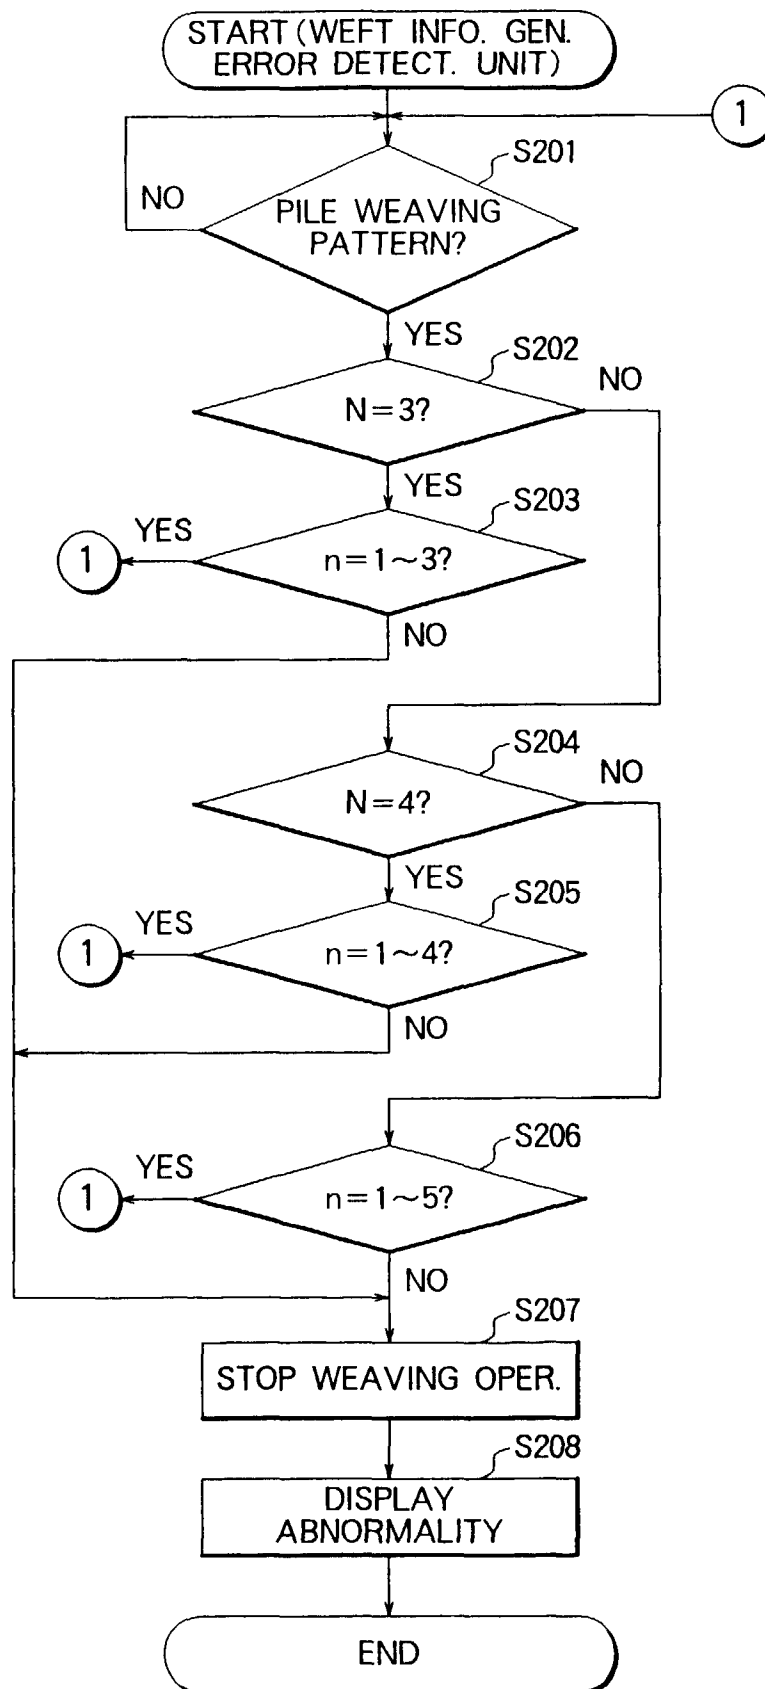 START (WEFT INFO. GEN.
ERROR DETECT. UNIT)
1
S201
NO
PILE WEAVING
PATTERN?
YES
S202
NO
N=3?
YES
S203
YES
1
n=1~3?
NO
S204
NO
N=4?
YES
S205
YES
1
n=1~4?
NO
S206
YES
1
n=1~5?
NO
S207
STOP WEAVING OPER.
S208
DISPLAY
ABNORMALITY
END